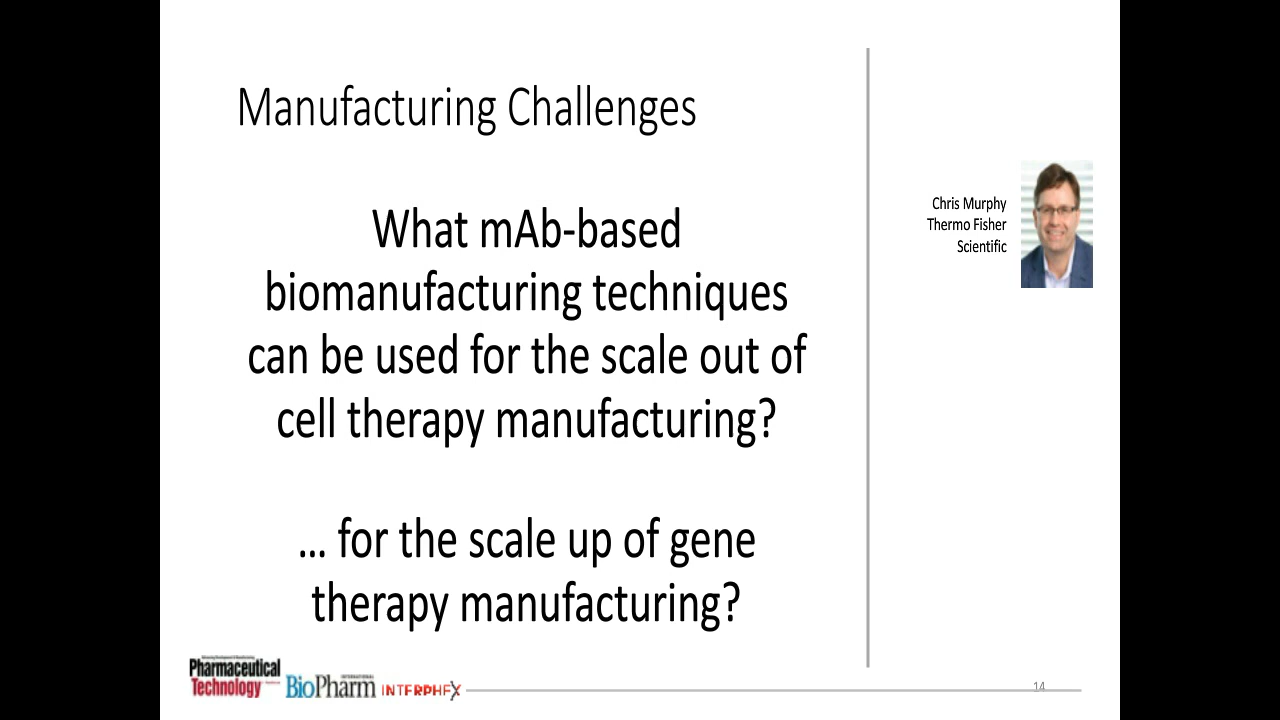 Manufacturing Challenges
What mAb-based
biomanufacturing techniques
can be used for the scale out of
cell therapy manufacturing?
... for the scale up of gene
therapy manufacturing?
Chris Murphy
Thermo Fisher
Scientific
Pharmaceutical
Technology
INTERNATIONAL
BioPharm
INTERPHEX
14